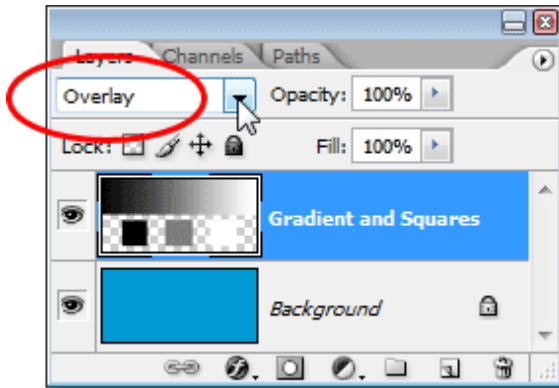 Layers Channels Paths
Overlay Opacity: 100%
Lock: Fill: 100%
Gradient and Squares
Background